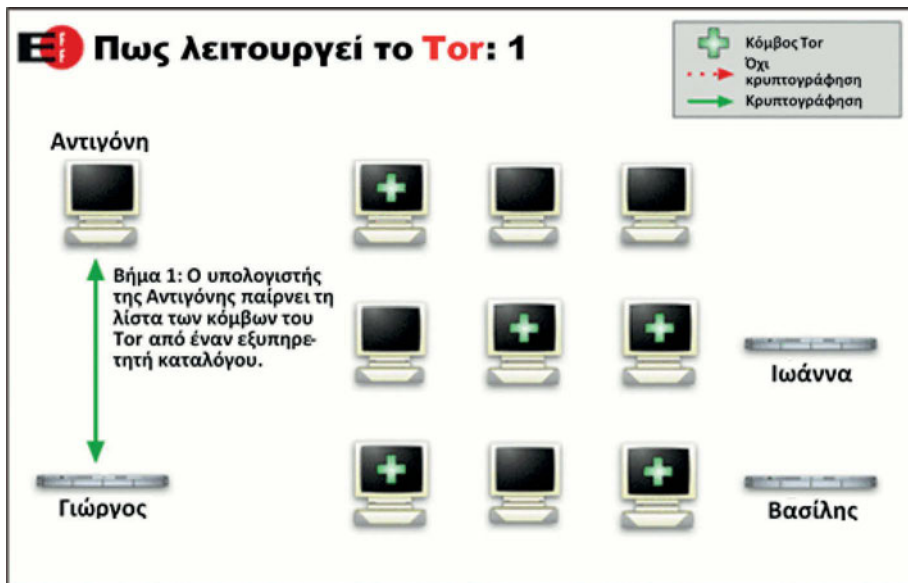 EFF Πως λειτουργεί το Tor: 1
Κόμβος Tor
Όχι
κρυπτογράφηση
Κρυπτογράφηση
Αντιγόνη
Βήμα 1: Ο υπολογιστής
της Αντιγόνης παίρνει τη
λίστα των κόμβων του
Tor από έναν εξυπηρε-
τητή καταλόγου.
Ιωάννα
Γιώργος
Βασίλης